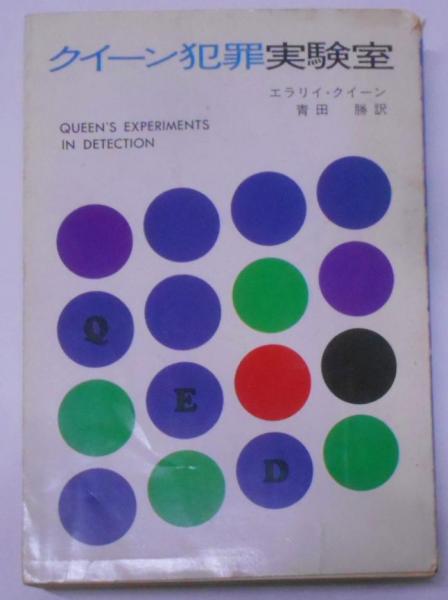 クイーン犯罪実験室
エラリイ・クイーン
青田 勝訳
QUEEN'S EXPERIMENTS
IN DETECTION
Q
E
D